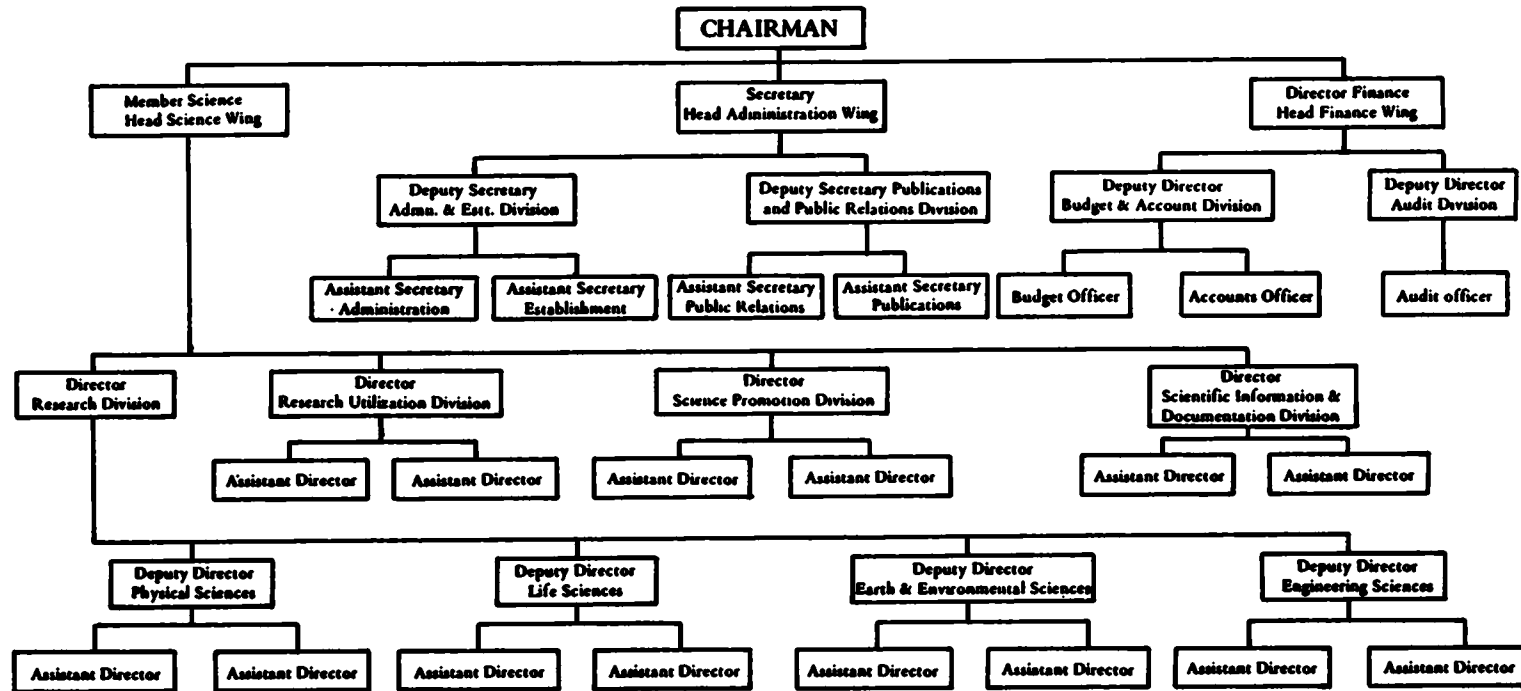 CHAIRMAN
Member Science
Head Science Wing
Secretary
Head Administration Wing
Director Finance
Head Finance Wing
Deputy Secretary
Admn. & Estt. Division
Deputy Secretary Publications
and Public Relations Division
Deputy Director
Budget & Account Division
Deputy Director
Audit Division
Assistant Secretary
Administration
Assistant Secretary
Establishment
Assistant Secretary
Public Relations
Assistant Secretary
Publications
Budget Officer
Accounts Officer
Audit officer
Director
Research Division
Director
Research Utilization Division
Director
Science Promotion Division
Director
Scientific Information &
Documentation Division
Assistant Director
Assistant Director
Assistant Director
Assistant Director
Assistant Director
Assistant Director
Deputy Director
Physical Sciences
Deputy Director
Life Sciences
Deputy Director
Earth & Environmental Sciences
Deputy Director
Engineering Sciences
Assistant Director
Assistant Director
Assistant Director
Assistant Director
Assistant Director
Assistant Director
Assistant Director
Assistant Director